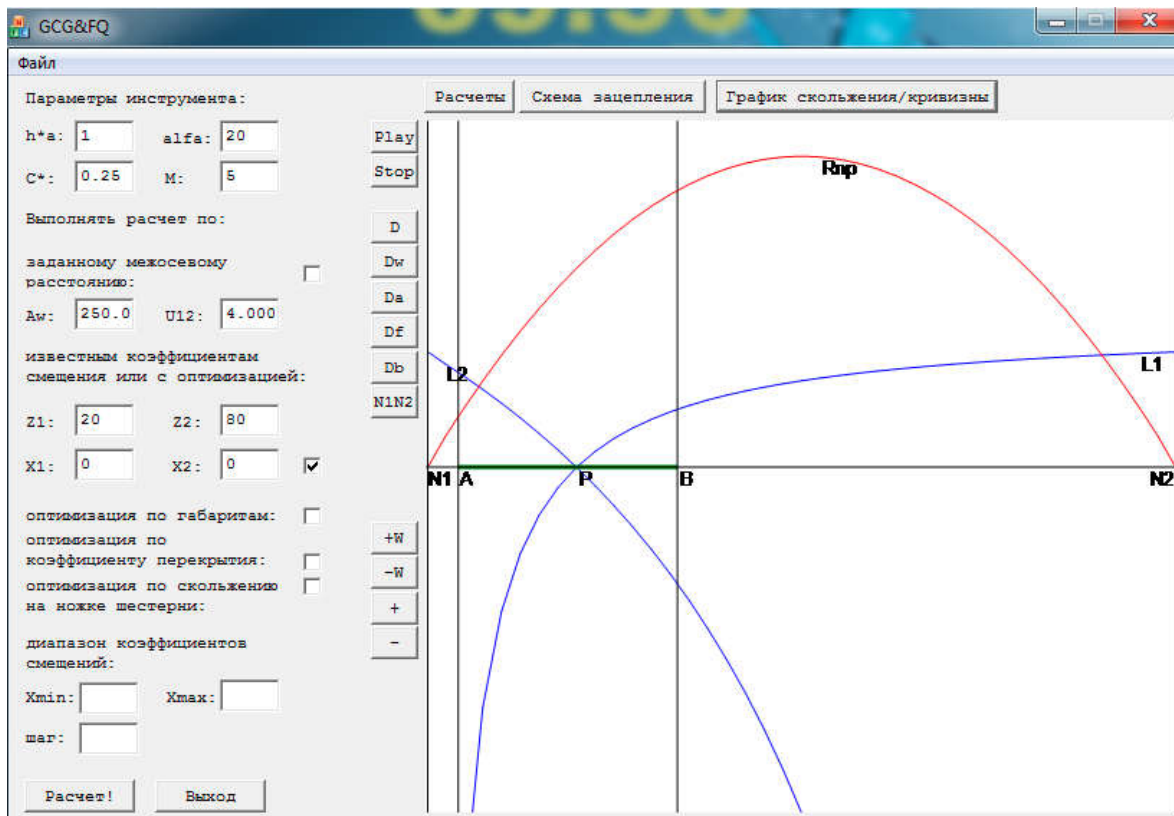 GCG&FQ
Файл
Параметры инструмента:
h*a: 1 alfa: 20
C*: 0.25 M: 5
Выполнять расчет по:
заданному межосевому
расстоянию:
Aw: 250.0 U12: 4.000
известным коэффициентам
смещения или с оптимизацией:
Z1: 20 Z2: 80
X1: 0 X2: 0
оптимизация по габаритам:
оптимизация по
коэффициенту перекрытия:
оптимизация по скольжению
на ножке шестерни:
диапазон коэффициентов
смещений:
Xmin: Xmax:
шаг:
Расчет! Выход
Play
Stop
D
Dw
Da
Df
Db
N1N2
+W
-W
+
-
Расчеты Схема зацепления График скольжения/кривизны
Rпр
L2
L1
N1 A P B N2